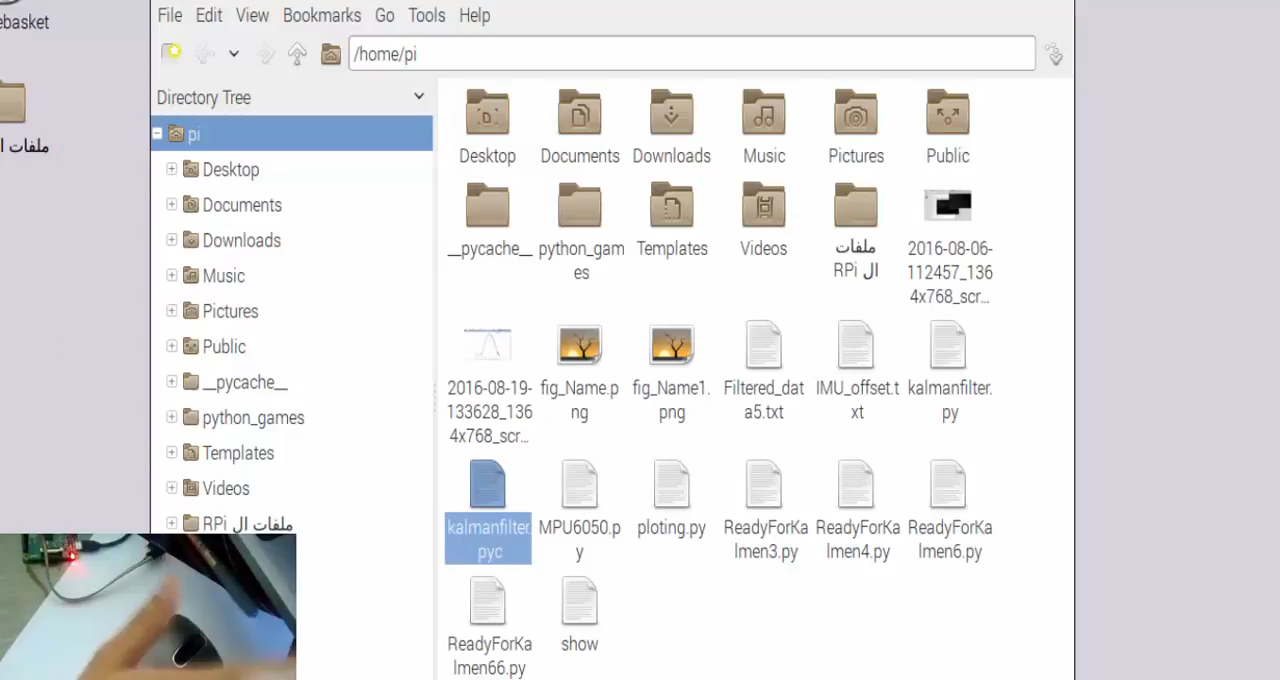 ebasket
ملفات ال
File Edit View Bookmarks Go Tools Help
/home/pi
Directory Tree
pi
Desktop
Documents
Downloads
Music
Pictures
Public
__pycache__
python_games
Templates
Videos
ملفات ال RPi
Desktop Documents Downloads Music Pictures Public
__pycache__
python_gam
es
Templates
Videos
ملفات
ال RPi
2016-08-06-
112457_136
4x768_scr...
2016-08-19-
133628_136
4x768_scr...
fig_Name.p
ng
fig_Name1.
png
Filtered_dat
a5.txt
IMU_offset.t
xt
kalmanfilter.
py
kalmanfilter.
pyc
MPU6050.p
y
ploting.py
ReadyForKa
lmen3.py
ReadyForKa
lmen4.py
ReadyForKa
lmen6.py
ReadyForKa
lmen66.py
show